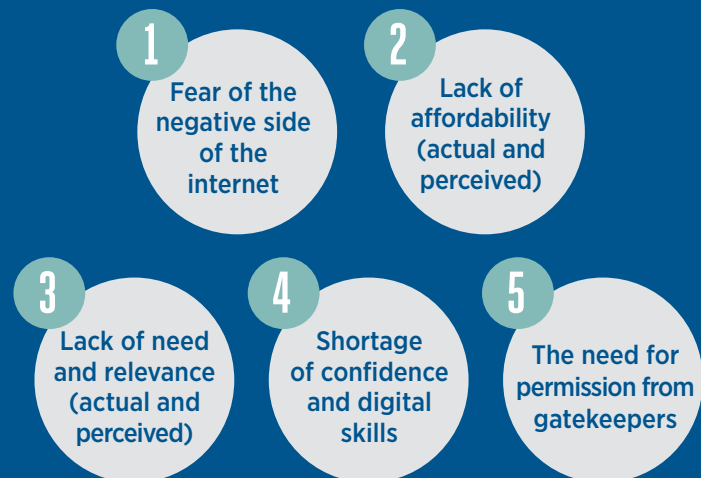 1
Fear of the
negative side
of the
internet
2
Lack of
affordability
(actual and
perceived)
3
Lack of need
and relevance
(actual and
perceived)
4
Shortage
of confidence
and digital
skills
5
The need for
permission from
gatekeepers